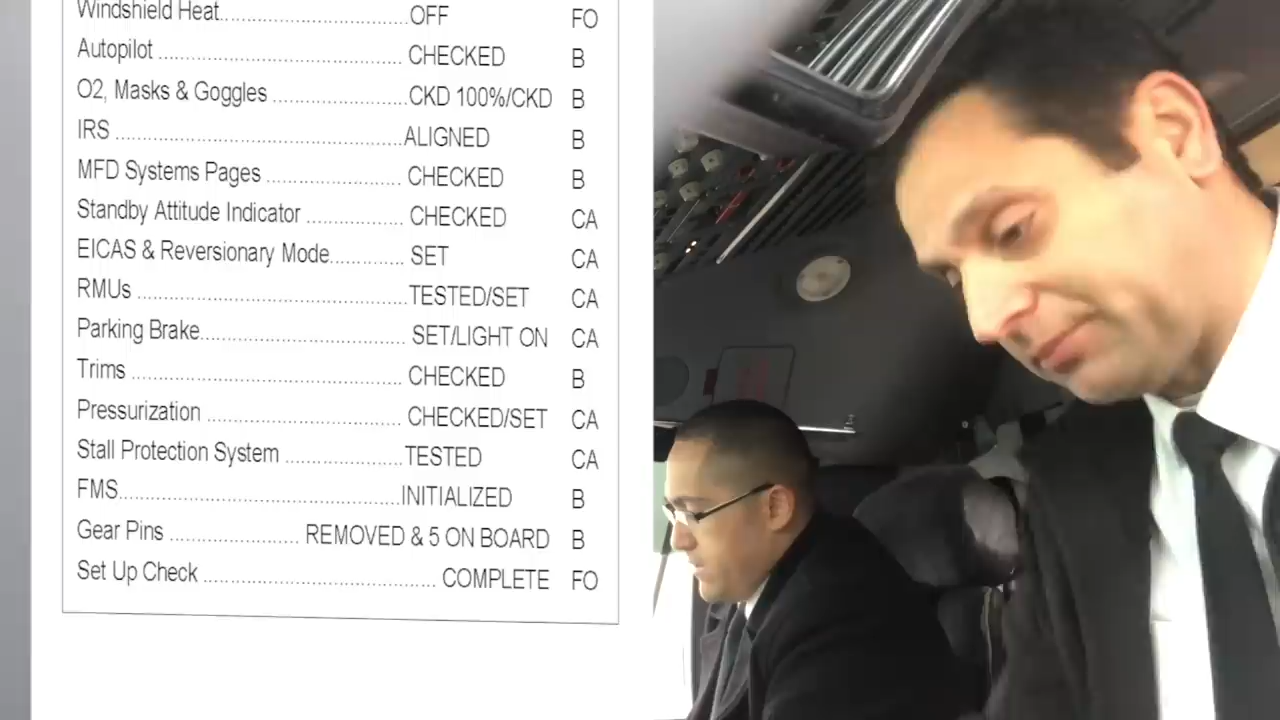 Windshield Heat.............................OFF FO
Autopilot ..................................... CHECKED B
O2, Masks & Goggles ....................CKD 100%/CKD B
IRS ............................................ALIGNED B
MFD Systems Pages ..................... CHECKED B
Standby Attitude Indicator ............... CHECKED CA
EICAS & Reversionary Mode............ SET CA
RMUs .........................................TESTED/SET CA
Parking Brake............................... SET/LIGHT ON CA
Trims .......................................... CHECKED B
Pressurization .............................. CHECKED/SET CA
Stall Protection System ..................TESTED CA
FMS...........................................INITIALIZED B
Gear Pins .................... REMOVED & 5 ON BOARD B
Set Up Check ................................... COMPLETE FO